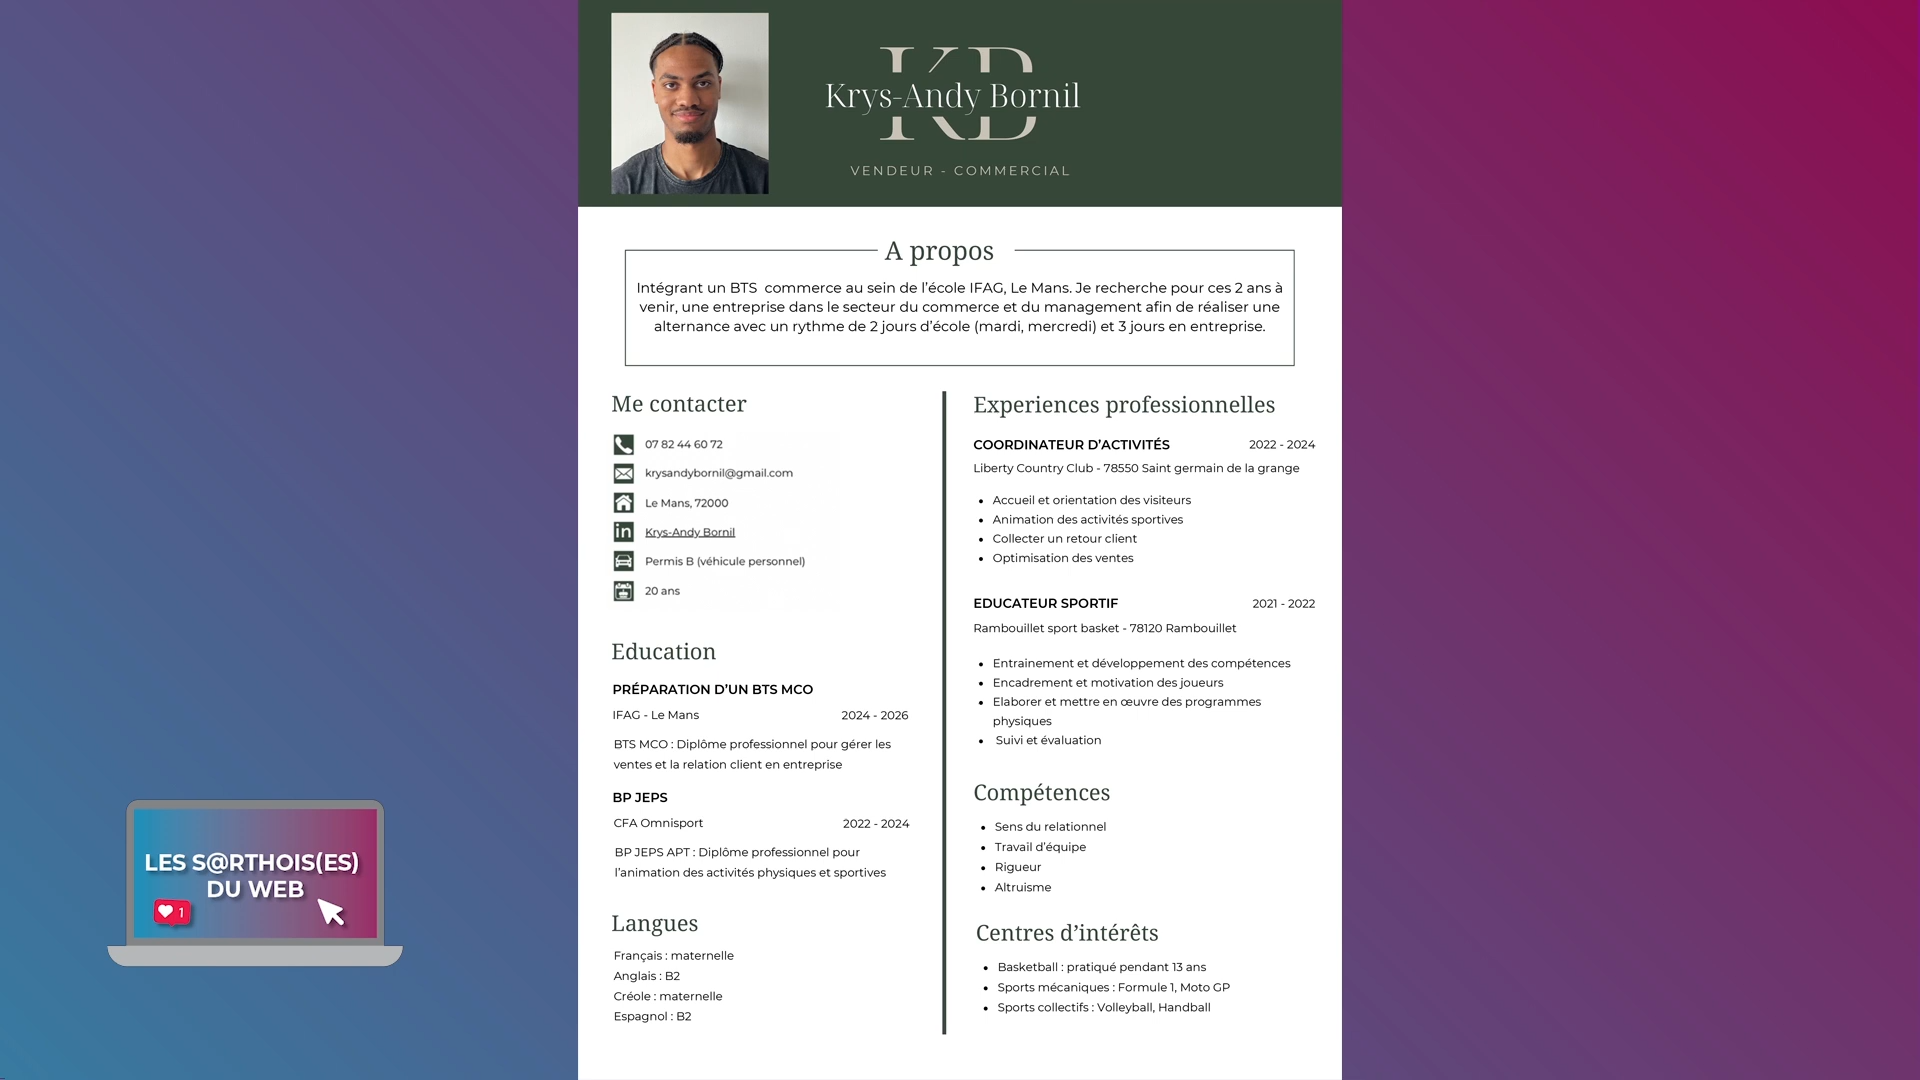 KB
Krys-Andy Bornil
VENDEUR - COMMERCIAL
A propos
Intégrant un BTS  commerce au sein de l'école IFAG, Le Mans. Je recherche pour ces 2 ans à
venir, une entreprise dans le secteur du commerce et du management afin de réaliser une
alternance avec un rythme de 2 jours d'école (mardi, mercredi) et 3 jours en entreprise.
Me contacter
07 82 44 60 72
krysandybornil@gmail.com
Le Mans, 72000
in Krys-Andy Bornil
Permis B (véhicule personnel)
20 ans
Education
PRÉPARATION D'UN BTS MCO
IFAG - Le Mans 2024 - 2026
BTS MCO : Diplôme professionnel pour gérer les
ventes et la relation client en entreprise
BP JEPS
CFA Omnisport 2022 - 2024
BP JEPS APT : Diplôme professionnel pour
l'animation des activités physiques et sportives
Langues
Français : maternelle
Anglais : B2
Créole : maternelle
Espagnol : B2
Experiences professionnelles
COORDINATEUR D'ACTIVITÉS 2022 - 2024
Liberty Country Club - 78550 Saint germain de la grange
• Accueil et orientation des visiteurs
• Animation des activités sportives
• Collecter un retour client
• Optimisation des ventes
EDUCATEUR SPORTIF 2021 - 2022
Rambouillet sport basket - 78120 Rambouillet
• Entrainement et développement des compétences
• Encadrement et motivation des joueurs
• Elaborer et mettre en œuvre des programmes
physiques
• Suivi et évaluation
Compétences
• Sens du relationnel
• Travail d'équipe
• Rigueur
• Altruisme
Centres d'intérêts
• Basketball : pratiqué pendant 13 ans
• Sports mécaniques : Formule 1, Moto GP
• Sports collectifs : Volleyball, Handball
LES S@RTHOIS(ES)
DU WEB
1